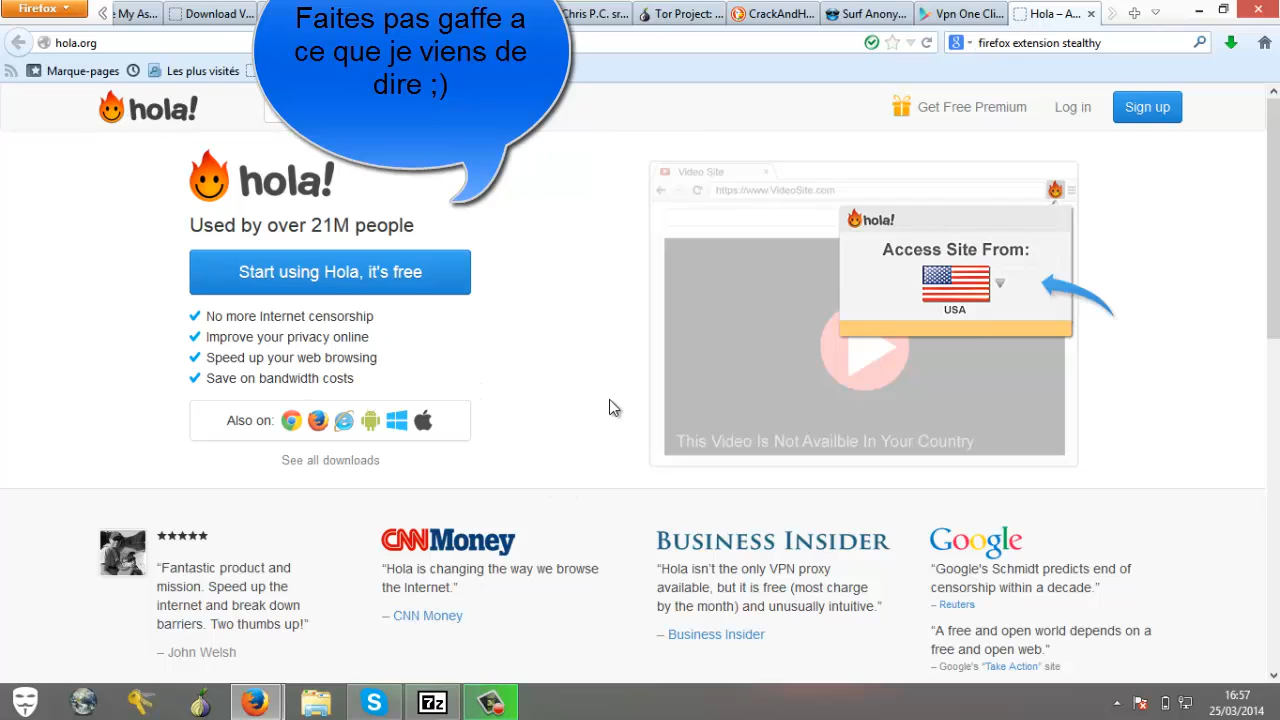 Firefox
My As...
Download V...
Chris P.C. sr...
Tor Project: ...
CrackAndH...
Surf Anony...
Vpn One Cli...
Hola – A...
hola.org
firefox extension stealthy
Marque-pages
Les plus visités
Faites pas gaffe a
ce que je viens de
dire ;)
hola!
Get Free Premium
Log in
Sign up
hola!
Used by over 21M people
Start using Hola, it's free
No more Internet censorship
Improve your privacy online
Speed up your web browsing
Save on bandwidth costs
Also on:
See all downloads
Video Site
https://www.VideoSite.com
hola!
Access Site From:
USA
This Video Is Not Availble In Your Country
“Fantastic product and
mission. Speed up the
internet and break down
barriers. Two thumbs up!”
– John Welsh
CNNMoney
“Hola is changing the way we browse
the Internet.”
– CNN Money
BUSINESS INSIDER
“Hola isn’t the only VPN proxy
available, but it is free (most charge
by the month) and unusually intuitive.”
– Business Insider
Google
“Google's Schmidt predicts end of
censorship within a decade.”
– Reuters
“A free and open world depends on a
free and open web.”
– Google's “Take Action” site
7z
16:57
25/03/2014